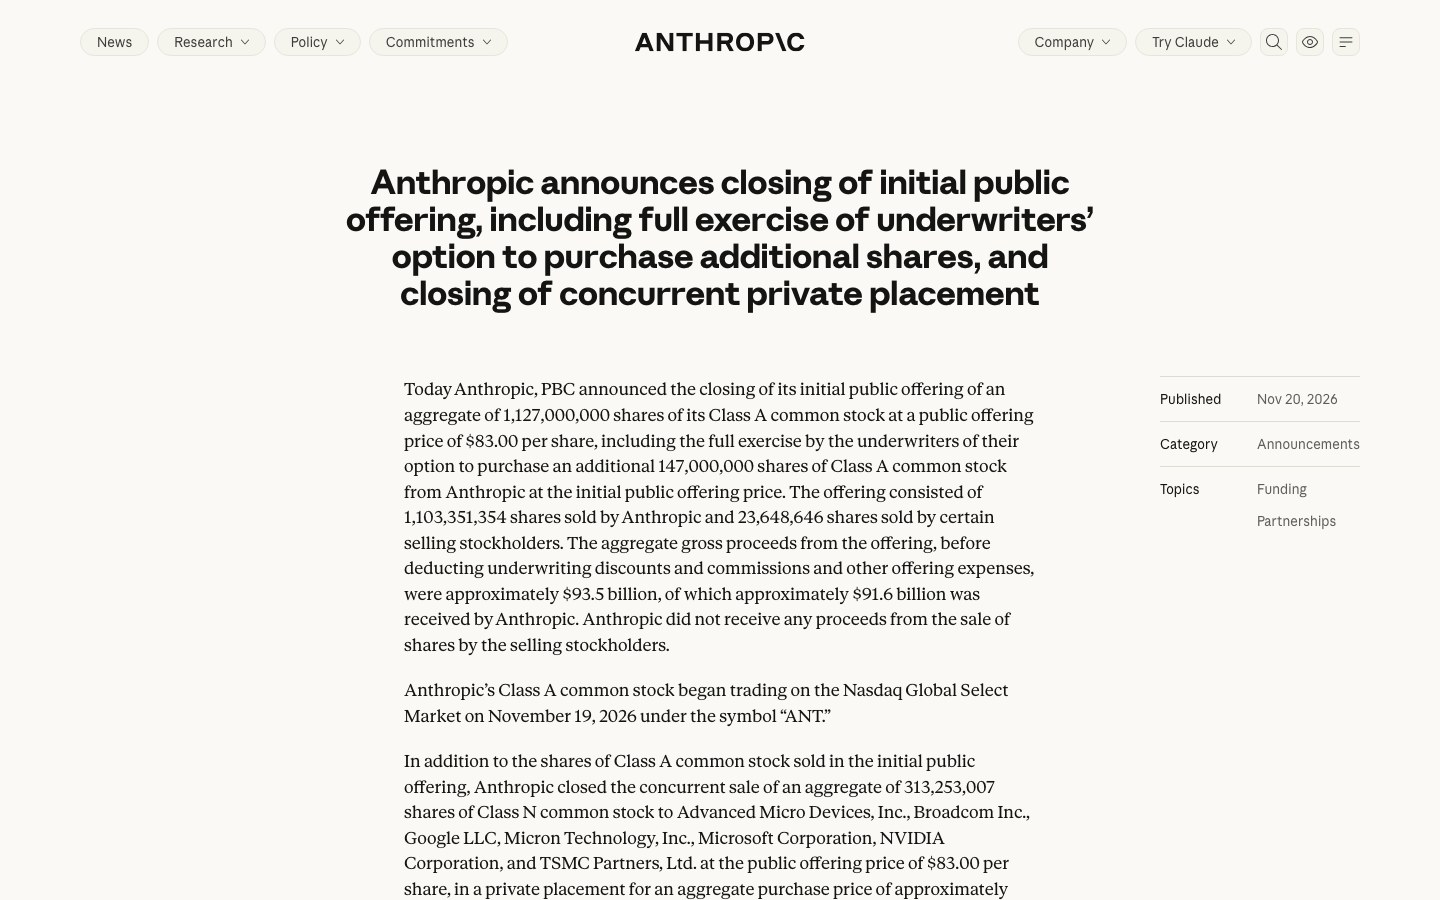 News
Research
Policy
Commitments
ANTHROP\C
Company
Try Claude
Anthropic announces closing of initial public
offering, including full exercise of underwriters’
option to purchase additional shares, and
closing of concurrent private placement
Today Anthropic, PBC announced the closing of its initial public offering of an
aggregate of 1,127,000,000 shares of its Class A common stock at a public offering
price of $83.00 per share, including the full exercise by the underwriters of their
option to purchase an additional 147,000,000 shares of Class A common stock
from Anthropic at the initial public offering price. The offering consisted of
1,103,351,354 shares sold by Anthropic and 23,648,646 shares sold by certain
selling stockholders. The aggregate gross proceeds from the offering, before
deducting underwriting discounts and commissions and other offering expenses,
were approximately $93.5 billion, of which approximately $91.6 billion was
received by Anthropic. Anthropic did not receive any proceeds from the sale of
shares by the selling stockholders.
Anthropic’s Class A common stock began trading on the Nasdaq Global Select
Market on November 19, 2026 under the symbol “ANT.”
In addition to the shares of Class A common stock sold in the initial public
offering, Anthropic closed the concurrent sale of an aggregate of 313,253,007
shares of Class N common stock to Advanced Micro Devices, Inc., Broadcom Inc.,
Google LLC, Micron Technology, Inc., Microsoft Corporation, NVIDIA
Corporation, and TSMC Partners, Ltd. at the public offering price of $83.00 per
share, in a private placement for an aggregate purchase price of approximately
Published Nov 20, 2026
Category Announcements
Topics Funding
Partnerships